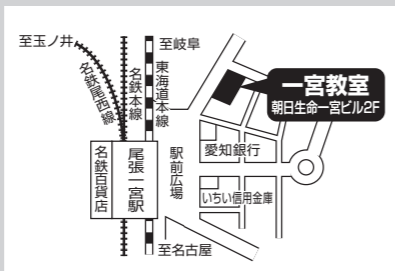 至岐阜
至玉ノ井
名鉄尾西線
名鉄本線
東海道本線
一宮教室
朝日生命一宮ビル2F
名鉄百貨店
尾張一宮駅
駅前広場
愛知銀行
いちい信用金庫
至名古屋